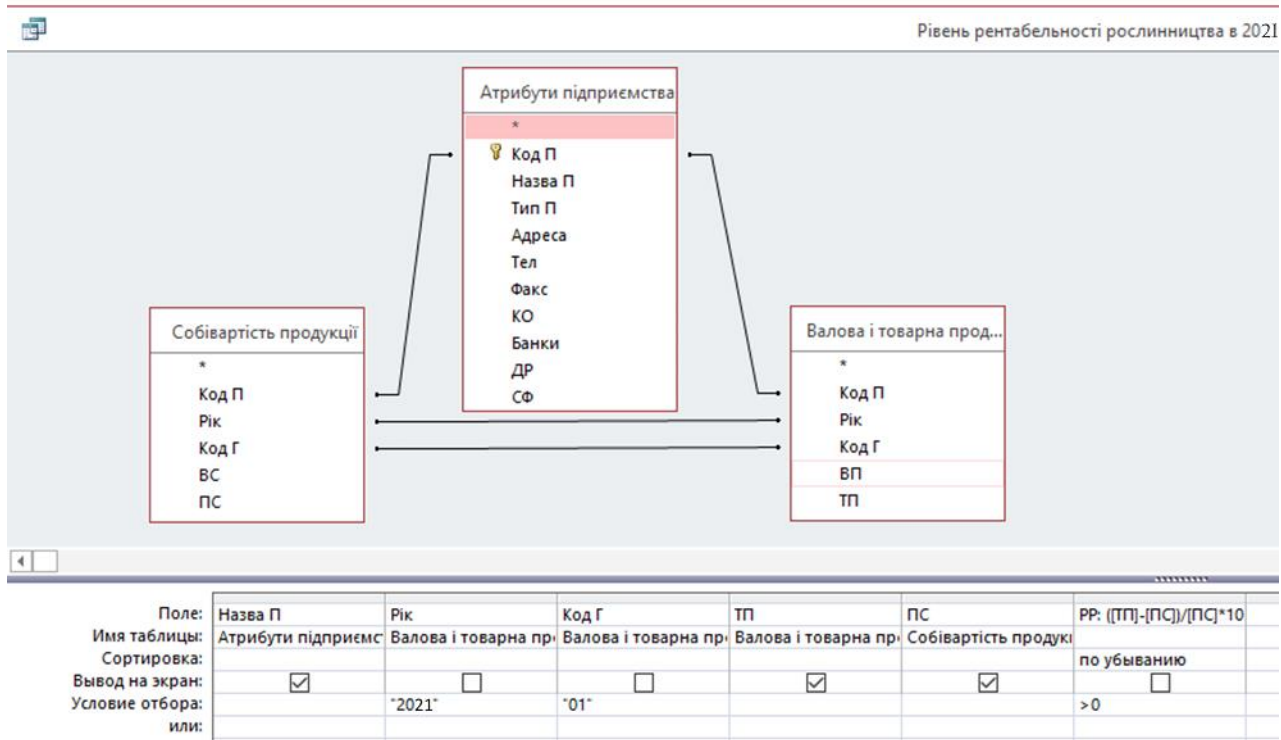 Рівень рентабельності рослинництва в 2021
Атрибути підприємства
*
Код П
Назва П
Тип П
Адреса
Тел
Факс
КО
Банки
ДР
СФ
Собівартість продукції
*
Код П
Рік
Код Г
ВС
ПС
Валова і товарна прод...
*
Код П
Рік
Код Г
ВП
ТП
Поле: Назва П Рік Код Г ТП ПС РР: ([ТП]-[ПС])/[ПС]*10
Имя таблицы: Атрибути підприємс Валова і товарна пр Валова і товарна пр Валова і товарна пр Собівартість продук
Сортировка: по убыванию
Вывод на экран:
Условие отбора: "2021" "01" >0
или: